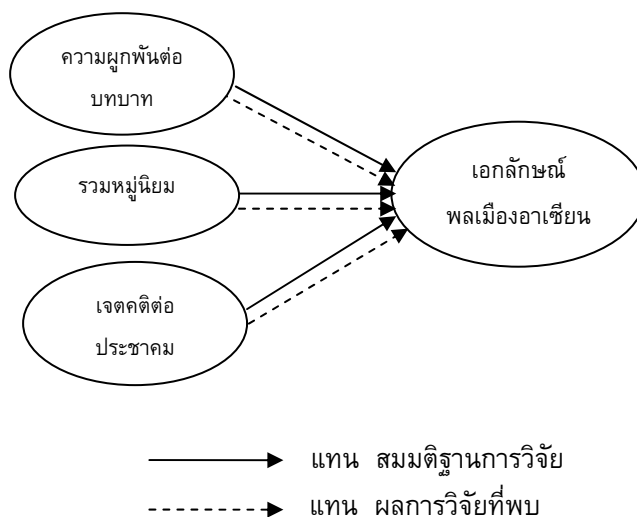 ความผูกพันต่อ
บทบาท
รวมหมู่นิยม
เจตคติต่อ
ประชาคม
เอกลักษณ์
พลเมืองอาเซียน
แทน สมมติฐานการวิจัย
แทน ผลการวิจัยที่พบ